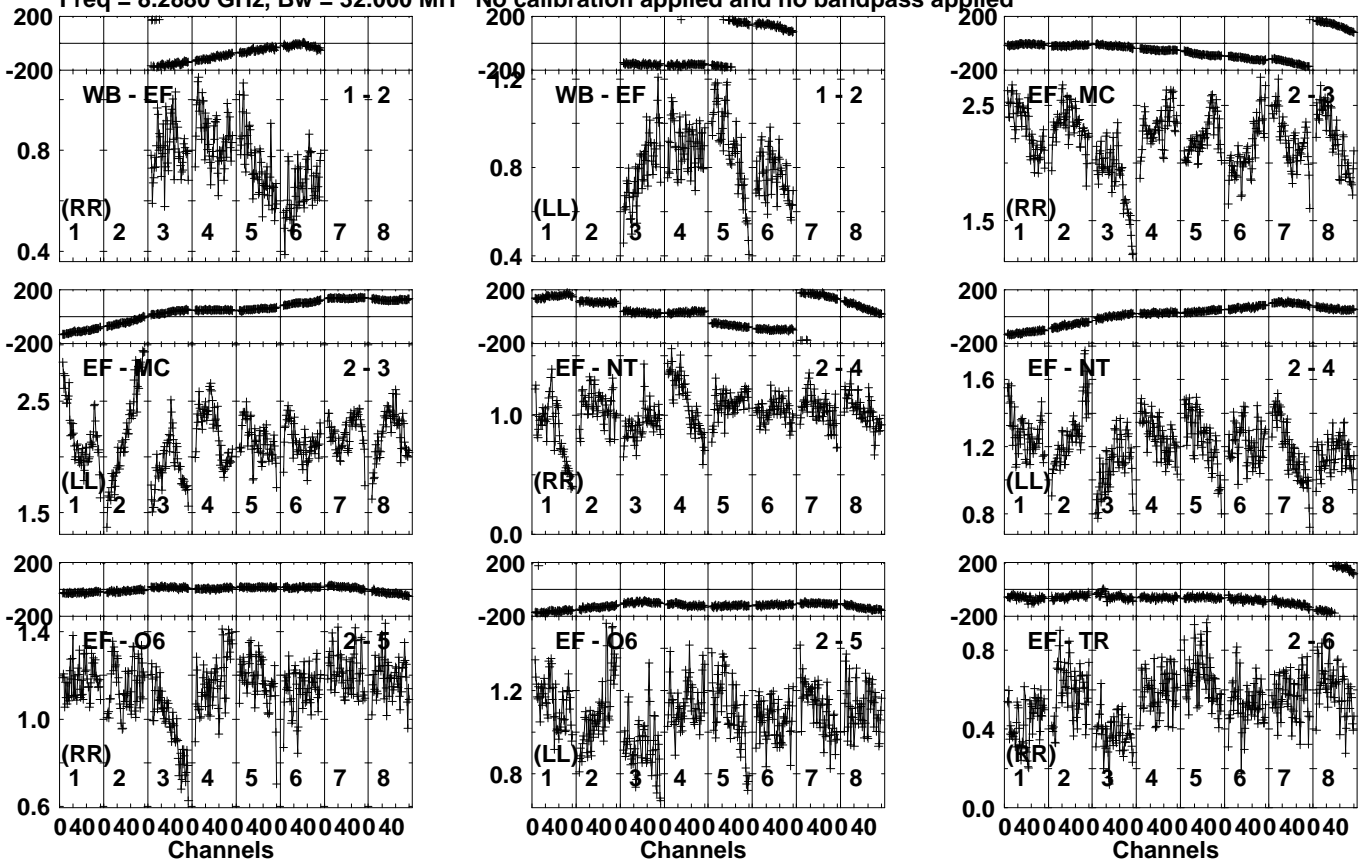 Freq = 8.2880 GHz, Bw = 32.000 MH No calibration applied and no bandpass applied
200
-200
WB - EF 1 - 2
0.8
0.4
(RR)
1 2 3 4 5 6 7 8
200
-200
1.2
WB - EF 1 - 2
0.8
0.4
(LL)
1 2 3 4 5 6 7 8
200
-200
EF - MC 2 - 3
2.5
1.5
(RR)
1 2 3 4 5 6 7 8
200
-200
EF - MC 2 - 3
2.5
1.5
(LL)
1 2 3 4 5 6 7 8
200
-200
EF - NT 2 - 4
1.0
0.0
(RR)
1 2 3 4 5 6 7 8
200
-200
EF - NT 2 - 4
1.6
1.2
0.8
(LL)
1 2 3 4 5 6 7 8
200
-200
EF - O6 2 - 5
1.4
1.0
0.6
(RR)
1 2 3 4 5 6 7 8
0 40 0 40 0 40 0 40 0 40 0 40 0 40 0 40
Channels
200
-200
EF - O6 2 - 5
1.2
0.8
(LL)
1 2 3 4 5 6 7 8
0 40 0 40 0 40 0 40 0 40 0 40 0 40 0 40
Channels
200
-200
EF - TR 2 - 6
0.8
0.4
0.0
(RR)
1 2 3 4 5 6 7 8
0 40 0 40 0 40 0 40 0 40 0 40 0 40 0 40
Channels